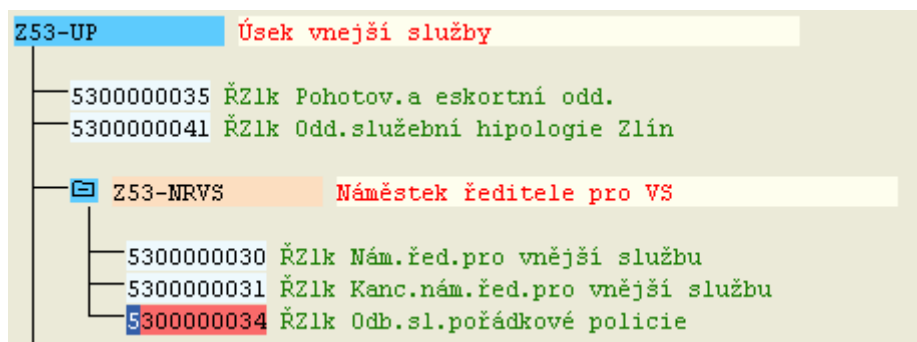 Z53-UP Úsek vnejší služby
5300000035 ŘZlk Pohotov.a eskortní odd.
5300000041 ŘZlk Odd.služební hipologie Zlín
Z53-NRVS Náměstek ředitele pro VS
5300000030 ŘZlk Nám.řed.pro vnější službu
5300000031 ŘZlk Kanc.nám.řed.pro vnější službu
5300000034 ŘZlk Odb.sl.pořádkové policie